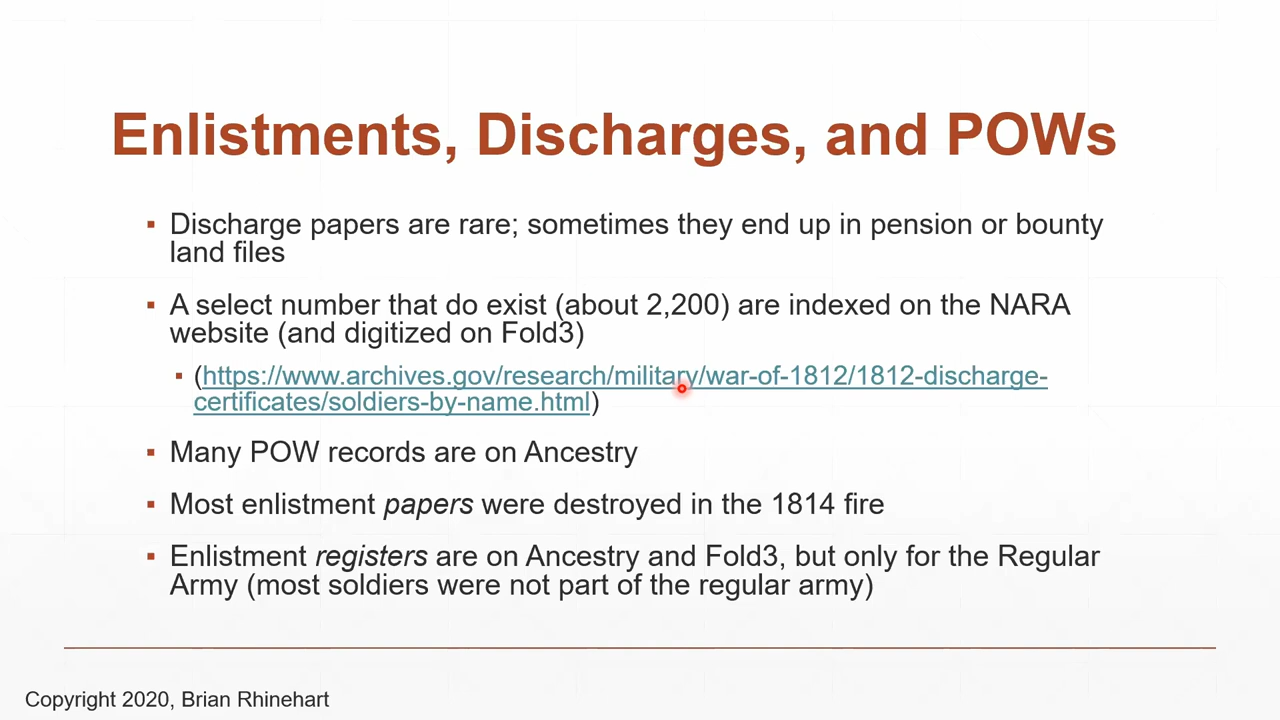 Enlistments, Discharges, and POWs
▪ Discharge papers are rare; sometimes they end up in pension or bounty
land files
▪ A select number that do exist (about 2,200) are indexed on the NARA
website (and digitized on Fold3)
▪ (https://www.archives.gov/research/military/war-of-1812/1812-discharge-
certificates/soldiers-by-name.html)
▪ Many POW records are on Ancestry
▪ Most enlistment papers were destroyed in the 1814 fire
▪ Enlistment registers are on Ancestry and Fold3, but only for the Regular
Army (most soldiers were not part of the regular army)
Copyright 2020, Brian Rhinehart